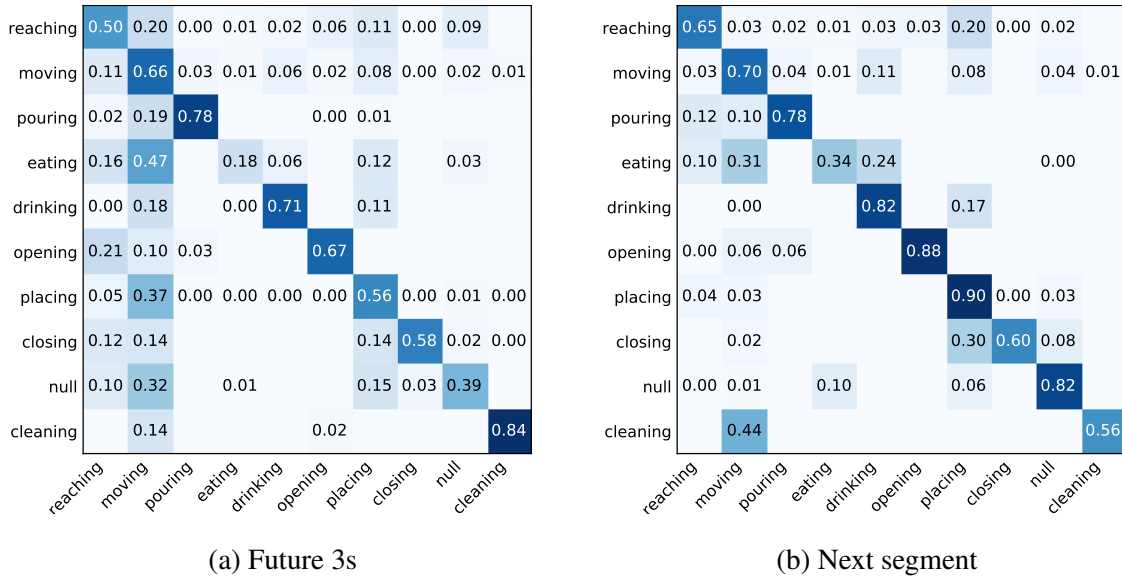 reaching 0.50 0.20 0.00 0.01 0.02 0.06 0.11 0.00 0.09
moving 0.11 0.66 0.03 0.01 0.06 0.02 0.08 0.00 0.02 0.01
pouring 0.02 0.19 0.78 0.00 0.01
eating 0.16 0.47 0.18 0.06 0.12 0.03
drinking 0.00 0.18 0.00 0.71 0.11
opening 0.21 0.10 0.03 0.67
placing 0.05 0.37 0.00 0.00 0.00 0.00 0.56 0.00 0.01 0.00
closing 0.12 0.14 0.14 0.58 0.02 0.00
null 0.10 0.32 0.01 0.15 0.03 0.39
cleaning 0.14 0.02 0.84
reaching moving pouring eating drinking opening placing closing null cleaning
(a) Future 3s
reaching 0.65 0.03 0.02 0.01 0.03 0.03 0.20 0.00 0.02
moving 0.03 0.70 0.04 0.01 0.11 0.08 0.04 0.01
pouring 0.12 0.10 0.78
eating 0.10 0.31 0.34 0.24 0.00
drinking 0.00 0.82 0.17
opening 0.00 0.06 0.06 0.88
placing 0.04 0.03 0.90 0.00 0.03
closing 0.02 0.30 0.60 0.08
null 0.00 0.01 0.10 0.06 0.82
cleaning 0.44 0.56
reaching moving pouring eating drinking opening placing closing null cleaning
(b) Next segment